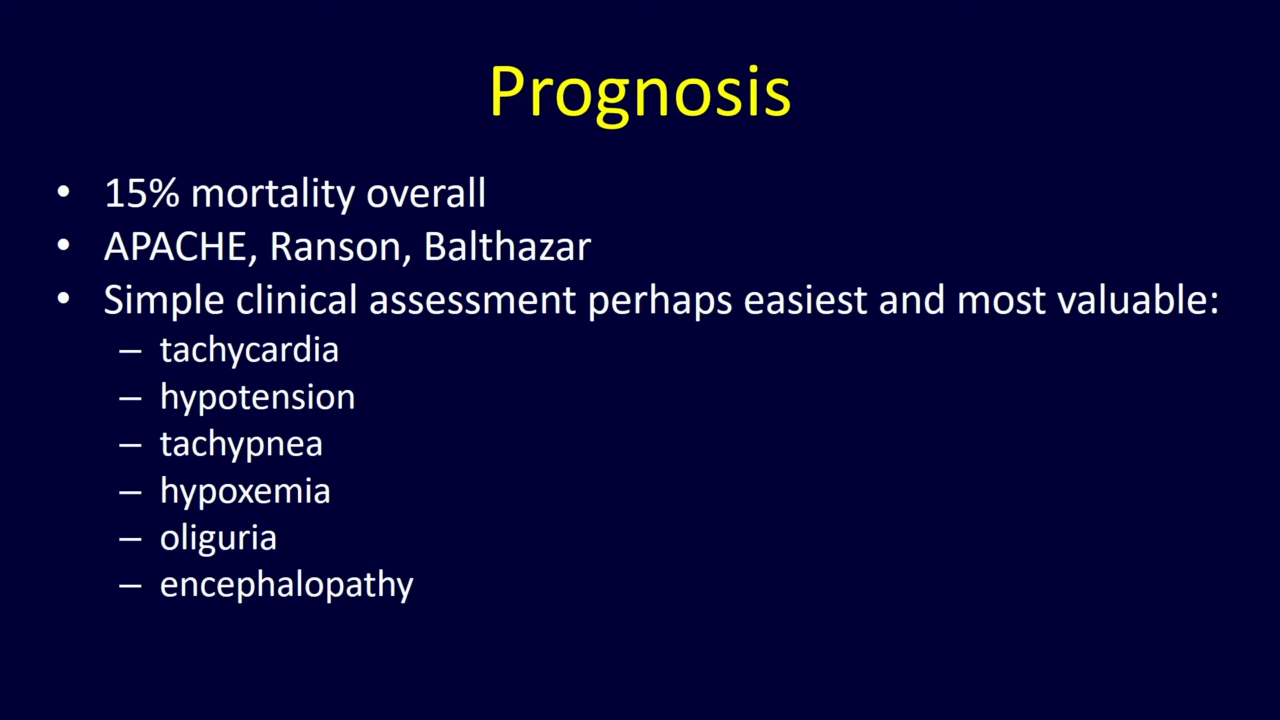 Prognosis
• 15% mortality overall
• APACHE, Ranson, Balthazar
• Simple clinical assessment perhaps easiest and most valuable:
– tachycardia
– hypotension
– tachypnea
– hypoxemia
– oliguria
– encephalopathy